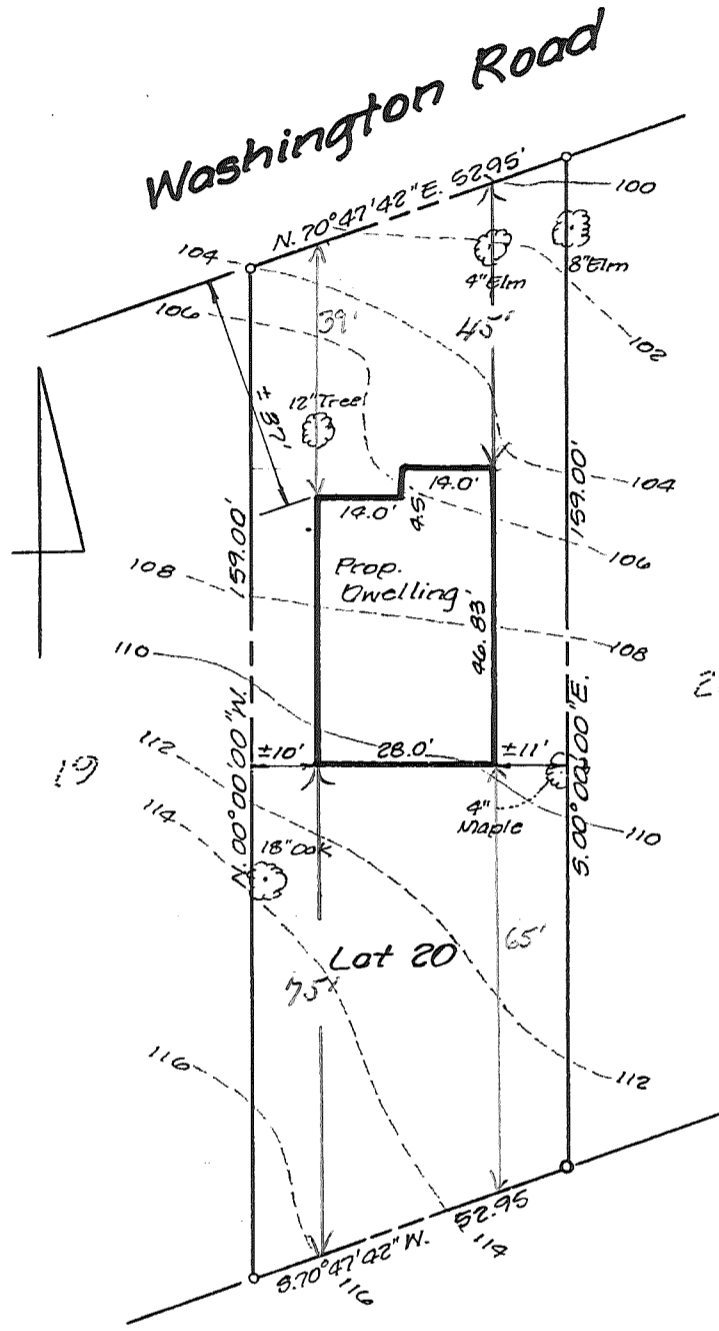 Washington Road
N. 70°47'42"E. 52.95'
100
104
4"Elm
8"Elm
106
39'
45'
102
± 37'
12"Tree
159.00'
159.00'
14.0'
104
14.0'
4.5'
106
Prop.
Dwelling
108
46.83'
108
110
N. 00°00'00"W.
S. 00°00'00"E.
19
±10'
28.0'
±11'
112
4"
Maple
110
114
18"Oak
Lot 20
65'
75'
116
112
S. 70°47'42"W.
52.95
114
116